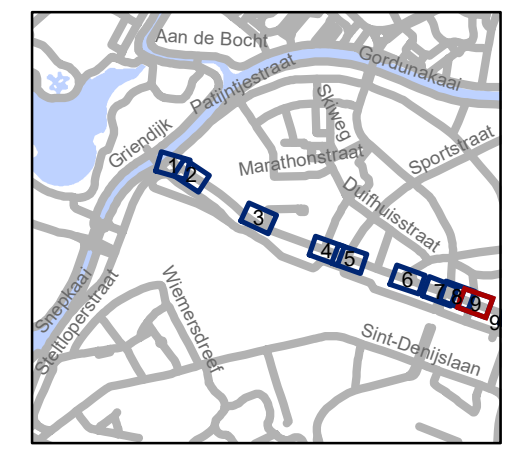 Aan de Bocht
Gordunakaai
Patijntjestraat
Skiweg
Griendijk
Marathonstraat
Sportstraat
Duifhuisstraat
1
2
3
4
5
6
7
8
9
9
Snepkaai
Steltloperstraat
Wiemersdreef
Sint-Denijslaan